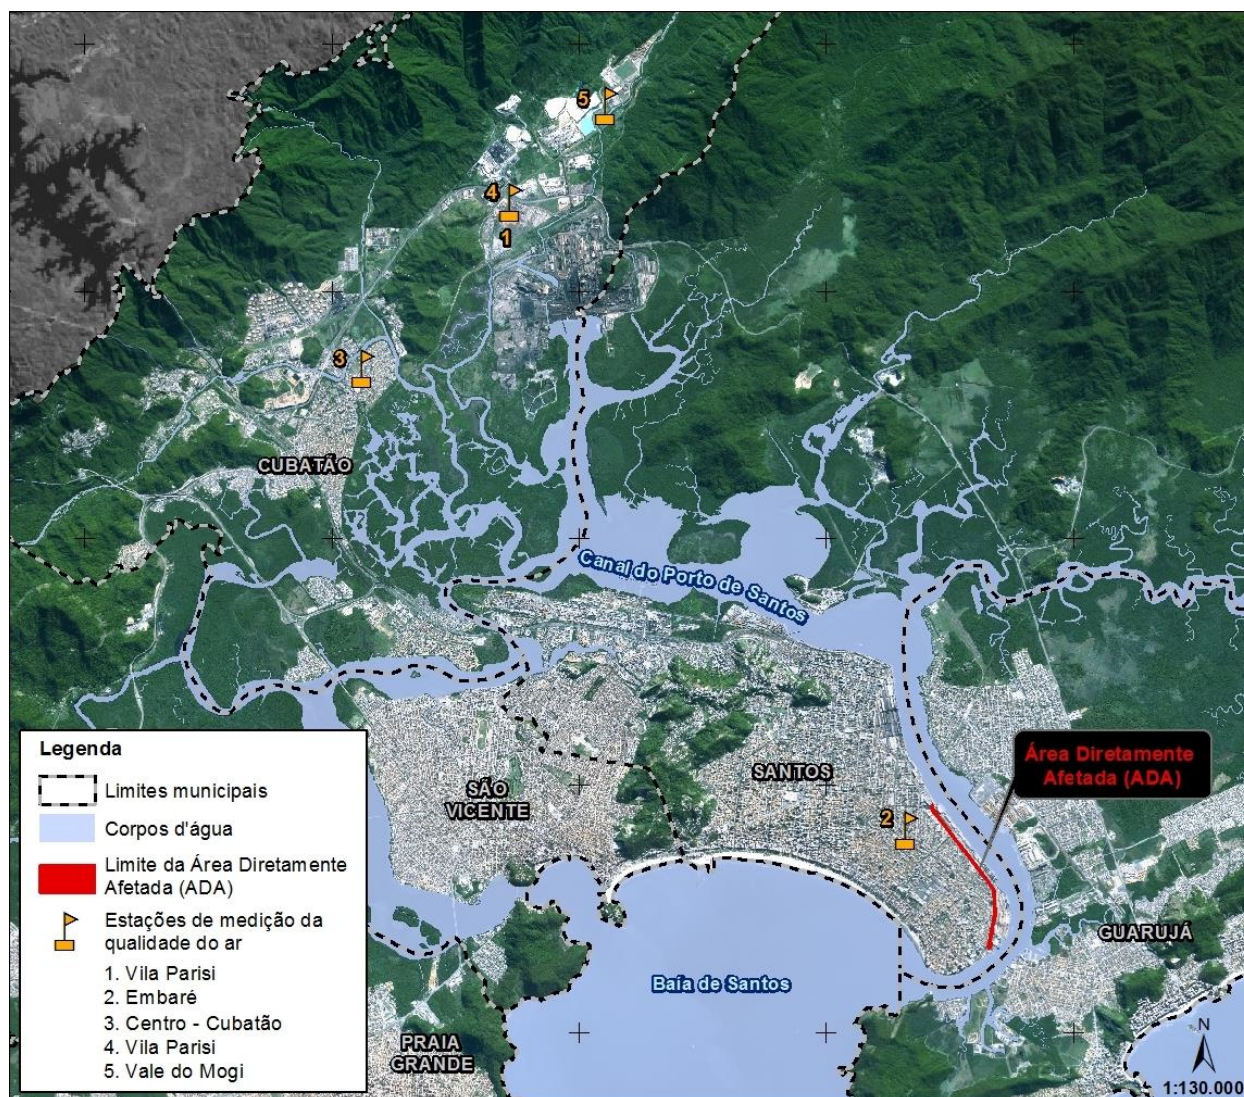 5
4
1
3
CUBATÃO
Canal do Porto de Santos
Área Diretamente
Afetada (ADA)
SANTOS
SÃO
VICENTE
2
GUARUJÁ
Baía de Santos
PRAIA
GRANDE
Legenda
Limites municipais
Corpos d'água
Limite da Área Diretamente
Afetada (ADA)
Estações de medição da
qualidade do ar
1. Vila Parisi
2. Embaré
3. Centro - Cubatão
4. Vila Parisi
5. Vale do Mogi
N
1:130.000